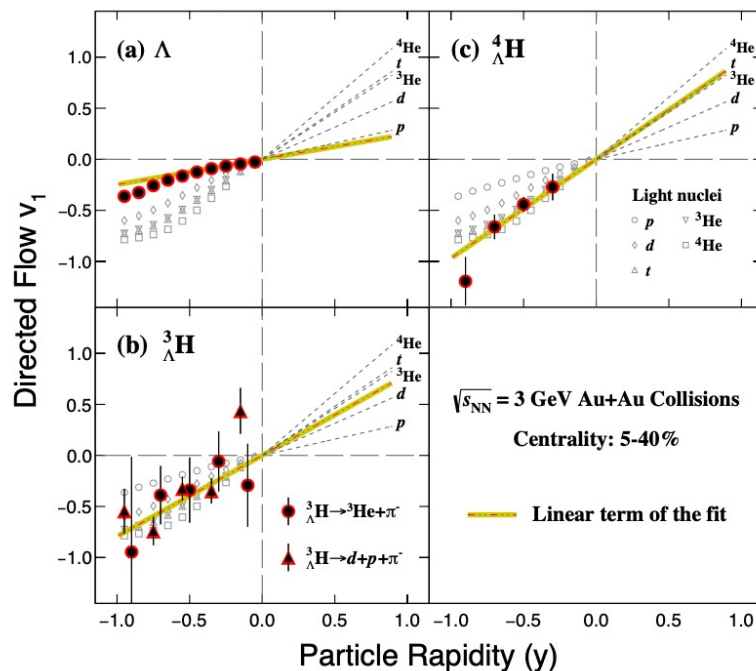 (a) Λ
⁴He
t
³He
d
p
1.0
0.5
0.0
−0.5
−1.0
(c) ⁴ΛH
⁴He
t
³He
d
p
Light nuclei
p ³He
d ⁴He
t
Directed Flow v₁
(b) ³ΛH
⁴He
t
³He
d
p
1.0
0.5
0.0
−0.5
−1.0
³ΛH→³He+π⁻
³ΛH→d+p+π⁻
√sNN = 3 GeV Au+Au Collisions
Centrality: 5-40%
Linear term of the fit
−1.0 −0.5 0.0 0.5 1.0 −1.0 −0.5 0.0 0.5 1.0
Particle Rapidity (y)